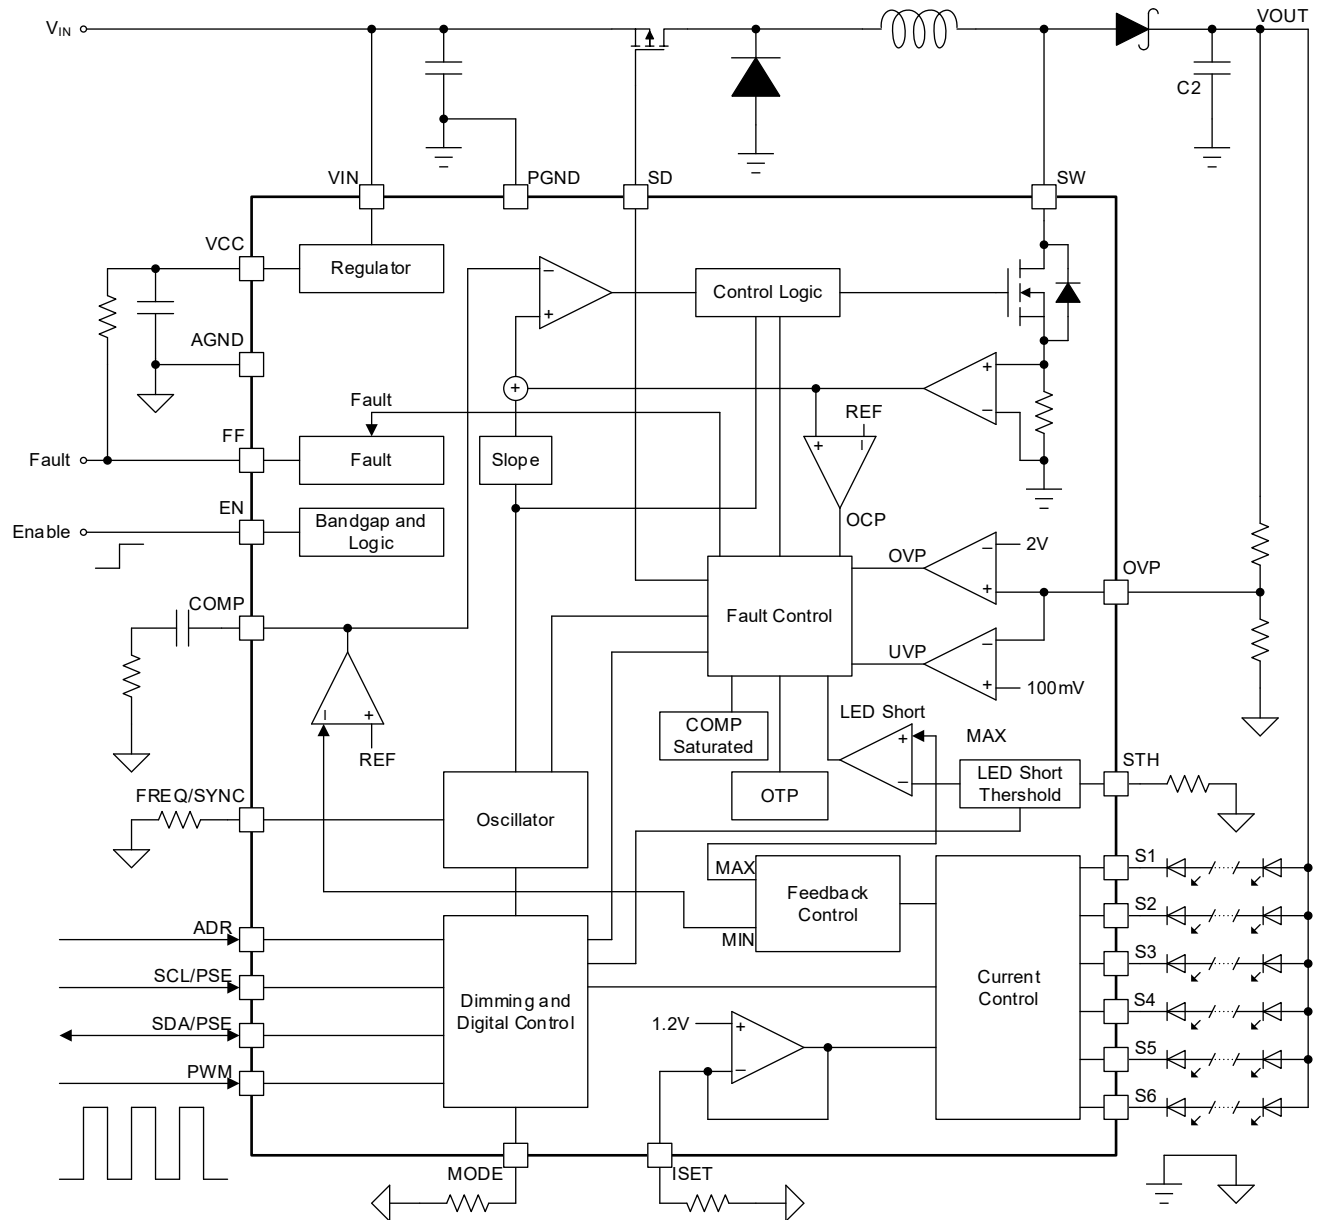 VIN
VOUT
C2
VIN
PGND
SD
SW
VCC
Regulator
−
+
Control Logic
AGND
+
+
−
Fault
REF
+
−
FF
Fault
Fault
Slope
EN
Enable
Bandgap and
Logic
OCP
OVP
−
2V
+
OVP
COMP
Fault Control
UVP
−
+
100mV
−
+
REF
COMP
Saturated
LED Short
+
−
MAX
STH
LED Short
Thershold
OTP
FREQ/SYNC
Oscillator
MAX
Feedback
Control
MIN
S1
S2
S3
S4
S5
S6
ADR
SCL/PSE
SDA/PSE
PWM
Dimming and
Digital Control
Current
Control
1.2V
+
−
MODE
ISET